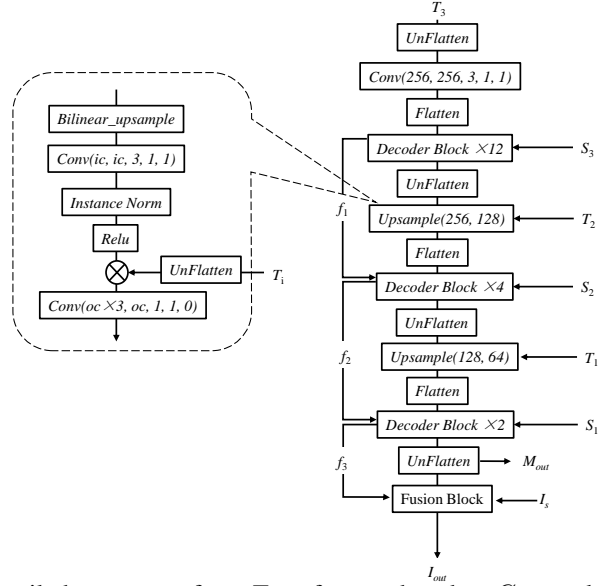 T3
UnFlatten
Conv(256, 256, 3, 1, 1)
Flatten
Decoder Block ×12
S3
UnFlatten
f1
Upsample(256, 128)
T2
Flatten
Decoder Block ×4
S2
UnFlatten
f2
Upsample(128, 64)
T1
Flatten
Decoder Block ×2
S1
f3
UnFlatten
Mout
Fusion Block
Is
Iout
Bilinear_upsample
Conv(ic, ic, 3, 1, 1)
Instance Norm
Relu
UnFlatten
Ti
Conv(oc×3, oc, 1, 1, 0)